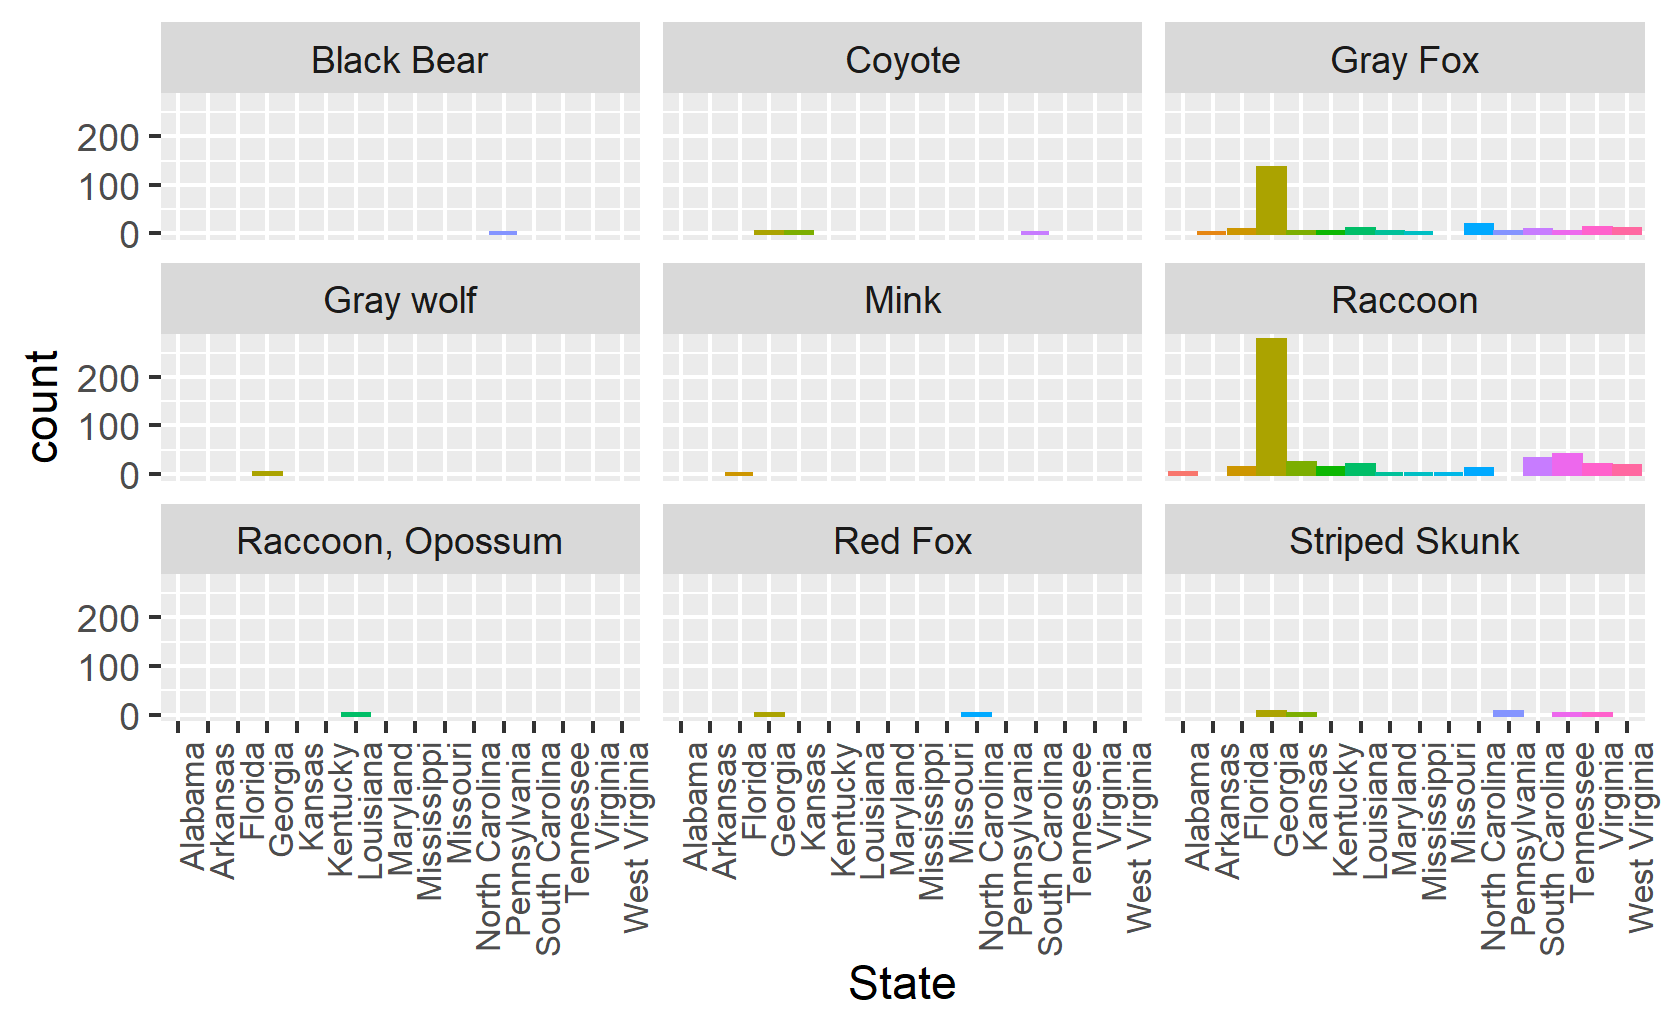 Black Bear
Coyote
Gray Fox
200
100
0
Gray wolf
Mink
Raccoon
200
100
0
count
Raccoon, Opossum
Red Fox
Striped Skunk
200
100
0
Alabama
Arkansas
Florida
Georgia
Kansas
Kentucky
Louisiana
Maryland
Mississippi
Missouri
North Carolina
Pennsylvania
South Carolina
Tennessee
Virginia
West Virginia
Alabama
Arkansas
Florida
Georgia
Kansas
Kentucky
Louisiana
Maryland
Mississippi
Missouri
North Carolina
Pennsylvania
South Carolina
Tennessee
Virginia
West Virginia
Alabama
Arkansas
Florida
Georgia
Kansas
Kentucky
Louisiana
Maryland
Mississippi
Missouri
North Carolina
Pennsylvania
South Carolina
Tennessee
Virginia
West Virginia
State